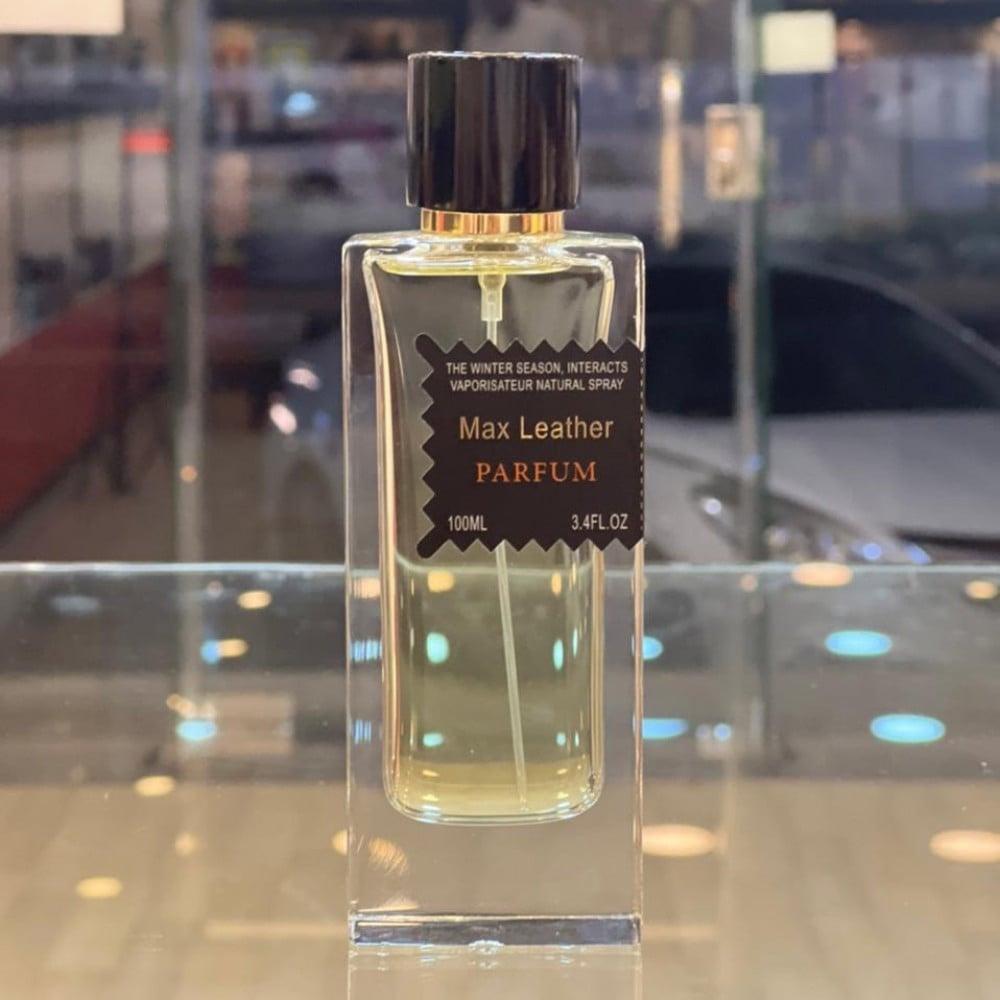 THE WINTER SEASON, INTERACTS
VAPORISATEUR NATURAL SPRAY
Max Leather
PARFUM
100ML 3.4FL.OZ